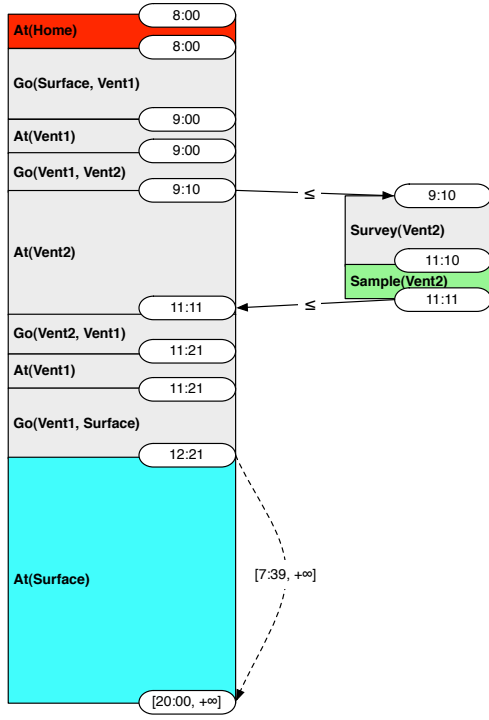 8:00
At(Home)
8:00
Go(Surface, Vent1)
9:00
At(Vent1)
9:00
Go(Vent1, Vent2)
9:10
≤
9:10
Survey(Vent2)
At(Vent2)
11:10
Sample(Vent2)
11:11
≤
11:11
Go(Vent2, Vent1)
11:21
At(Vent1)
11:21
Go(Vent1, Surface)
12:21
[7:39, +∞]
At(Surface)
[20:00, +∞]